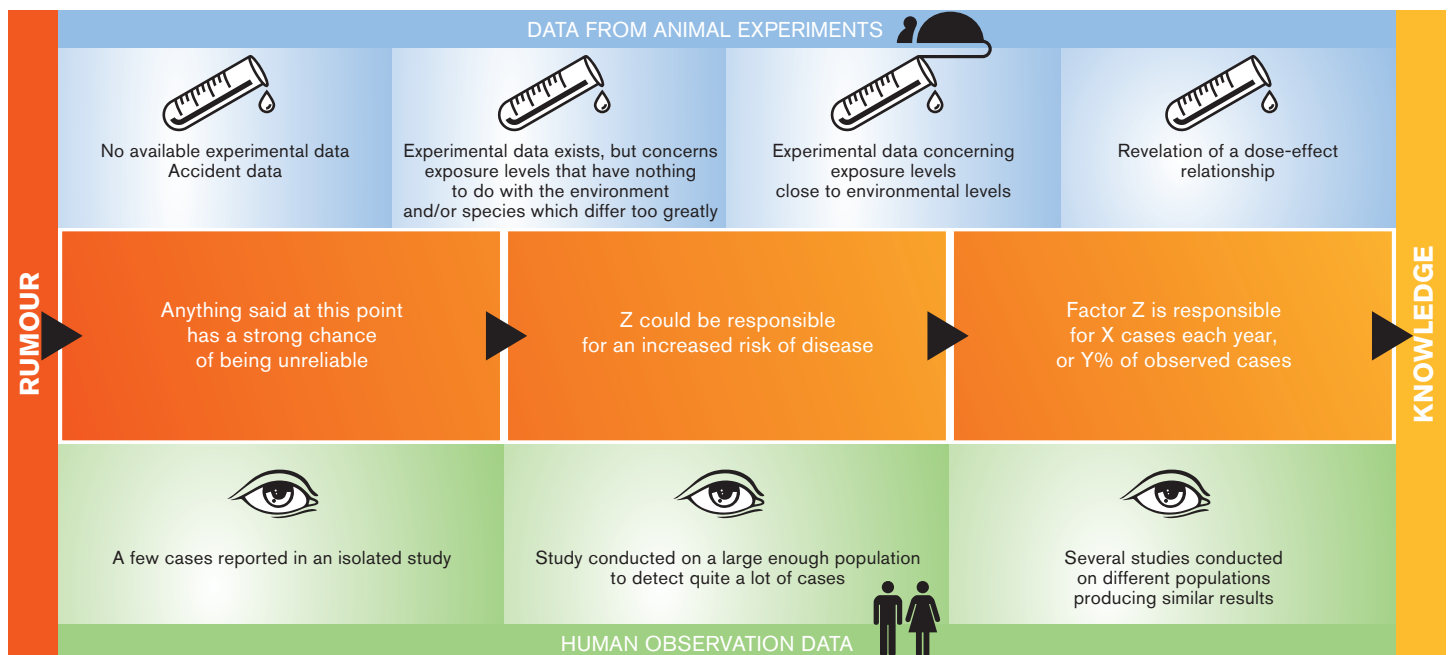 DATA FROM ANIMAL EXPERIMENTS
No available experimental data
Accident data
Experimental data exists, but concerns
exposure levels that have nothing
to do with the environment
and/or species which differ too greatly
Experimental data concerning
exposure levels
close to environmental levels
Revelation of a dose-effect
relationship
RUMOUR
Anything said at this point
has a strong chance
of being unreliable
Z could be responsible
for an increased risk of disease
Factor Z is responsible
for X cases each year,
or Y% of observed cases
KNOWLEDGE
A few cases reported in an isolated study
Study conducted on a large enough population
to detect quite a lot of cases
Several studies conducted
on different populations
producing similar results
HUMAN OBSERVATION DATA